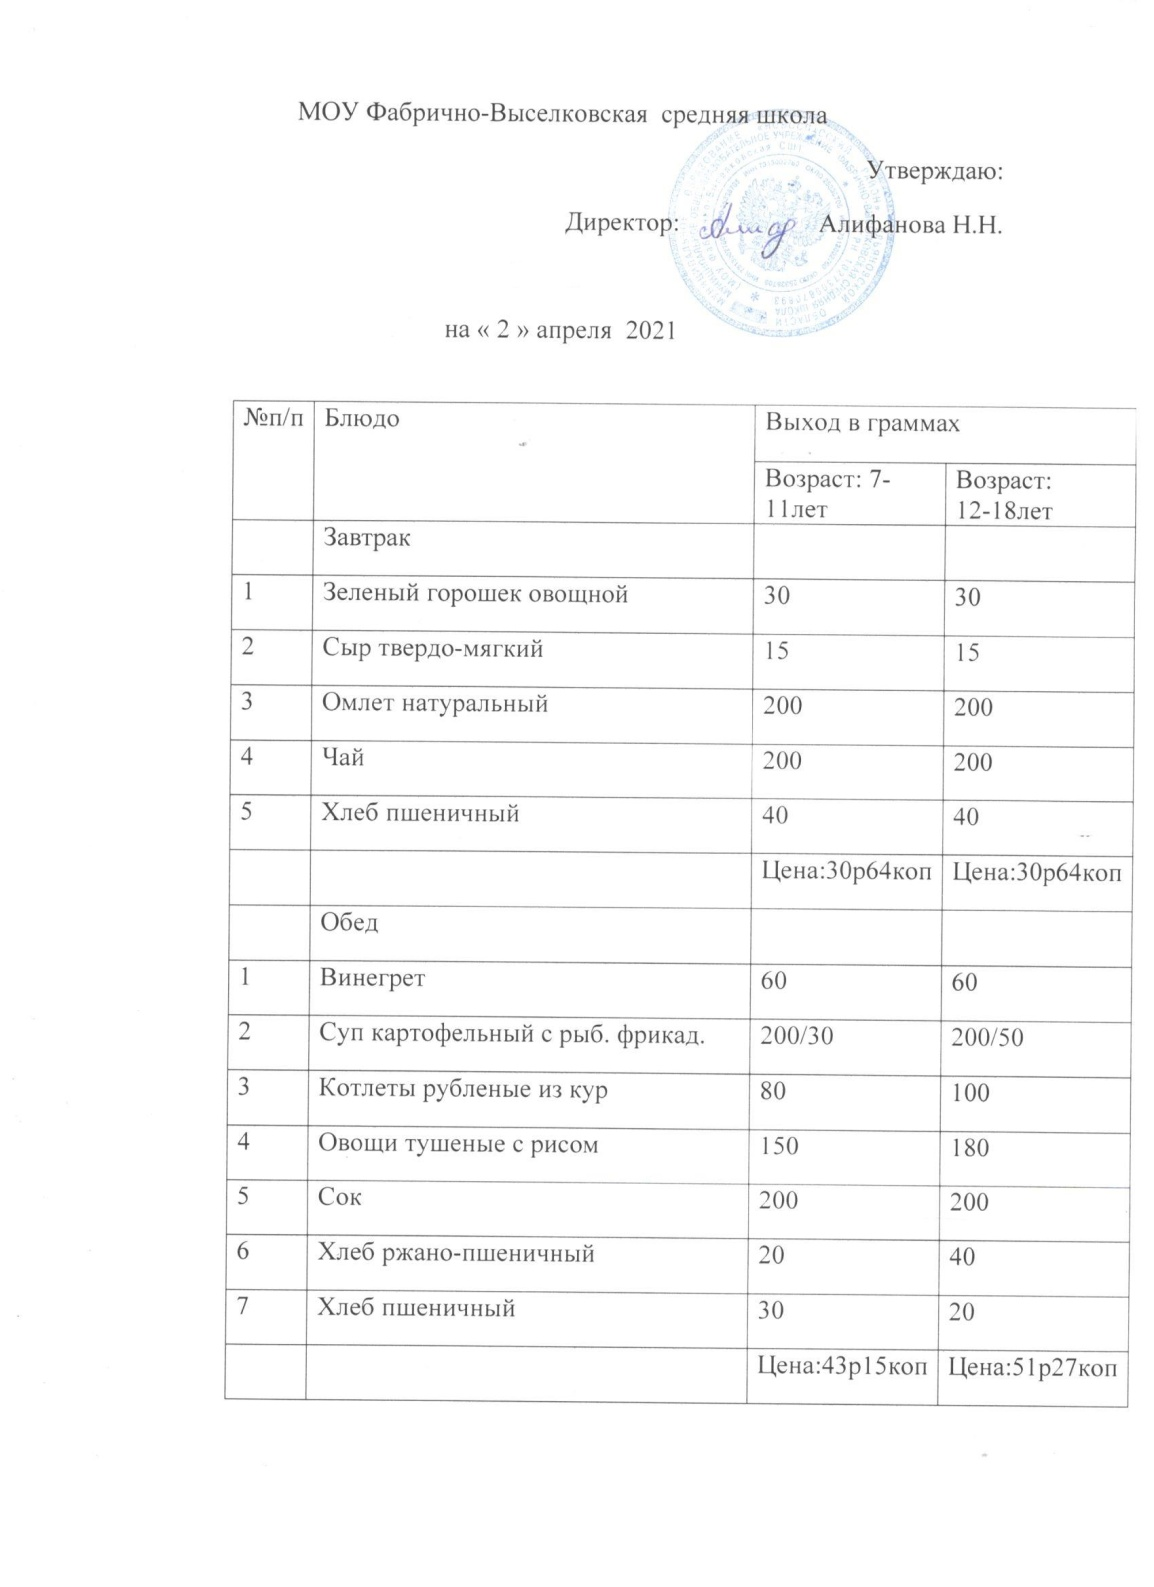 МОУ Фабрично-Выселковская средняя школа
Утверждаю:
Директор: Алифанова Н.Н.
на « 2 » апреля 2021
№п/п Блюдо Выход в граммах
Возраст: 7-
11лет
Возраст:
12-18лет
Завтрак
1 Зеленый горошек овощной 30 30
2 Сыр твердо-мягкий 15 15
3 Омлет натуральный 200 200
4 Чай 200 200
5 Хлеб пшеничный 40 40
Цена:30р64коп Цена:30р64коп
Обед
1 Винегрет 60 60
2 Суп картофельный с рыб. фрикад. 200/30 200/50
3 Котлеты рубленые из кур 80 100
4 Овощи тушеные с рисом 150 180
5 Сок 200 200
6 Хлеб ржано-пшеничный 20 40
7 Хлеб пшеничный 30 20
Цена:43р15коп Цена:51р27коп